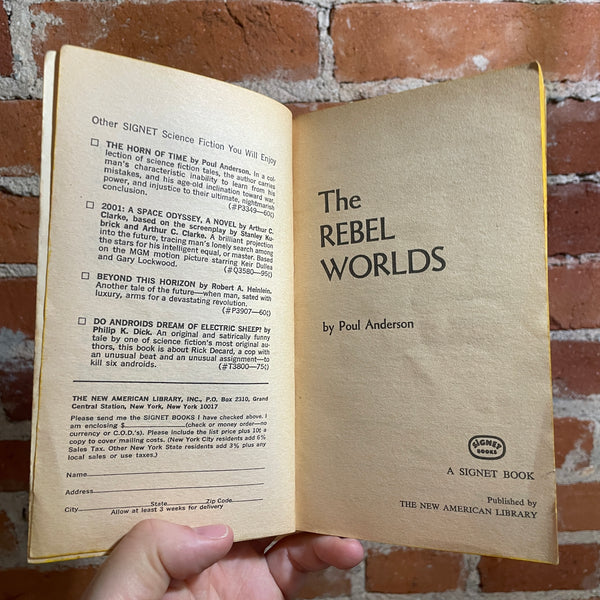 Other SIGNET Science Fiction You Will Enjoy
THE HORN OF TIME by Poul Anderson. In a col-
lection of science fiction tales, the author carries
man's characteristic inability to learn from his
mistakes, and his age-old inclination toward war,
power, and injustice to their ultimate, nightmarish
conclusion. (#P3349—60¢)
2001: A SPACE ODYSSEY, A NOVEL by Arthur C.
Clarke, based on the screenplay by Stanley Ku-
brick and Arthur C. Clarke. A brilliant projection
into the future, tracing man's lonely search among
the stars for his intelligent equal, or master. Based
on the MGM motion picture starring Keir Dullea
and Gary Lockwood. (#Q3580—95¢)
BEYOND THIS HORIZON by Robert A. Heinlein.
Another tale of the future—when man, sated with
luxury, arms for a devastating revolution.
(#P3907—60¢)
DO ANDROIDS DREAM OF ELECTRIC SHEEP? by
Philip K. Dick. An original and satirically funny
tale by one of science fiction's most original au-
thors, this book is about Rick Decard, a cop with
an unusual beat and an unusual assignment—to
kill six androids. (#T3800—75¢)
THE NEW AMERICAN LIBRARY, INC., P.O. Box 2310, Grand
Central Station, New York, New York 10017
Please send me the SIGNET BOOKS I have checked above. I
am enclosing $ (check or money order—no
currency or C.O.D.'s). Please include the list price plus 10¢ a
copy to cover mailing costs. (New York City residents add 6%
Sales Tax. Other New York State residents add 3% plus any
local sales or use taxes.)
Name
Address
City State Zip Code
Allow at least 3 weeks for delivery
The
REBEL
WORLDS
by Poul Anderson
SIGNET
BOOKS
A SIGNET BOOK
Published by
THE NEW AMERICAN LIBRARY